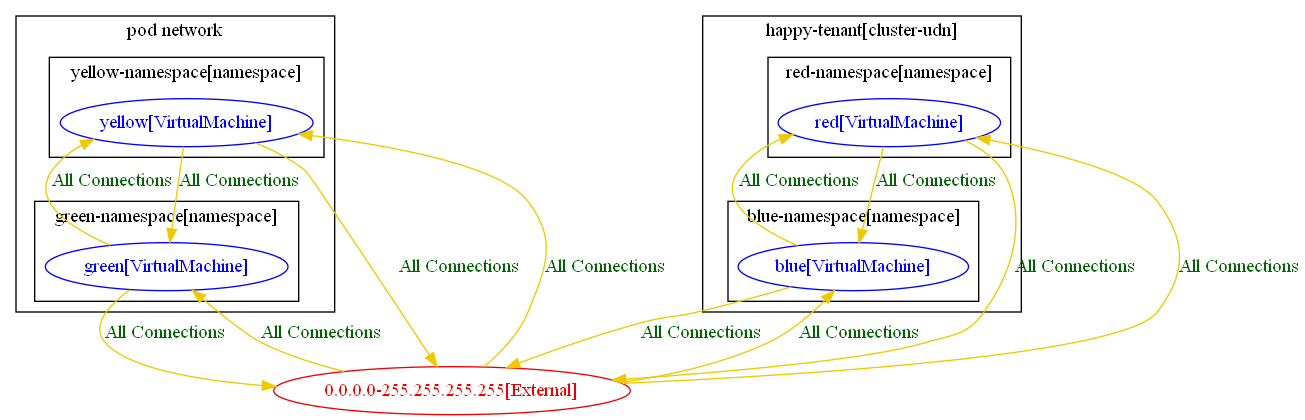 pod network
happy-tenant[cluster-udn]
yellow-namespace[namespace]
red-namespace[namespace]
yellow[VirtualMachine]
red[VirtualMachine]
All Connections
All Connections
All Connections
All Connections
green-namespace[namespace]
blue-namespace[namespace]
green[VirtualMachine]
All Connections
All Connections
blue[VirtualMachine]
All Connections
All Connections
All Connections
All Connections
All Connections
All Connections
0.0.0.0-255.255.255.255[External]